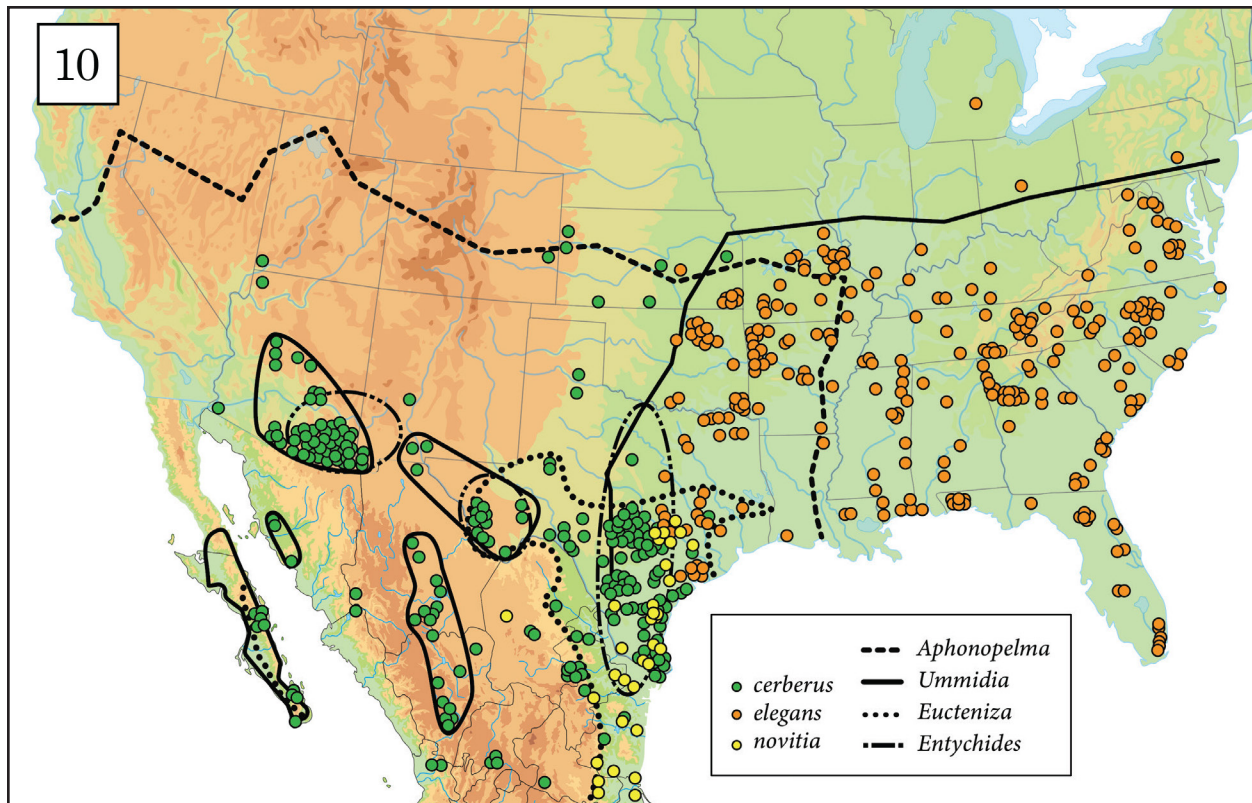 10
cerberus
elegans
novitia
Aphonopelma
Ummidia
Eucteniza
Entychides